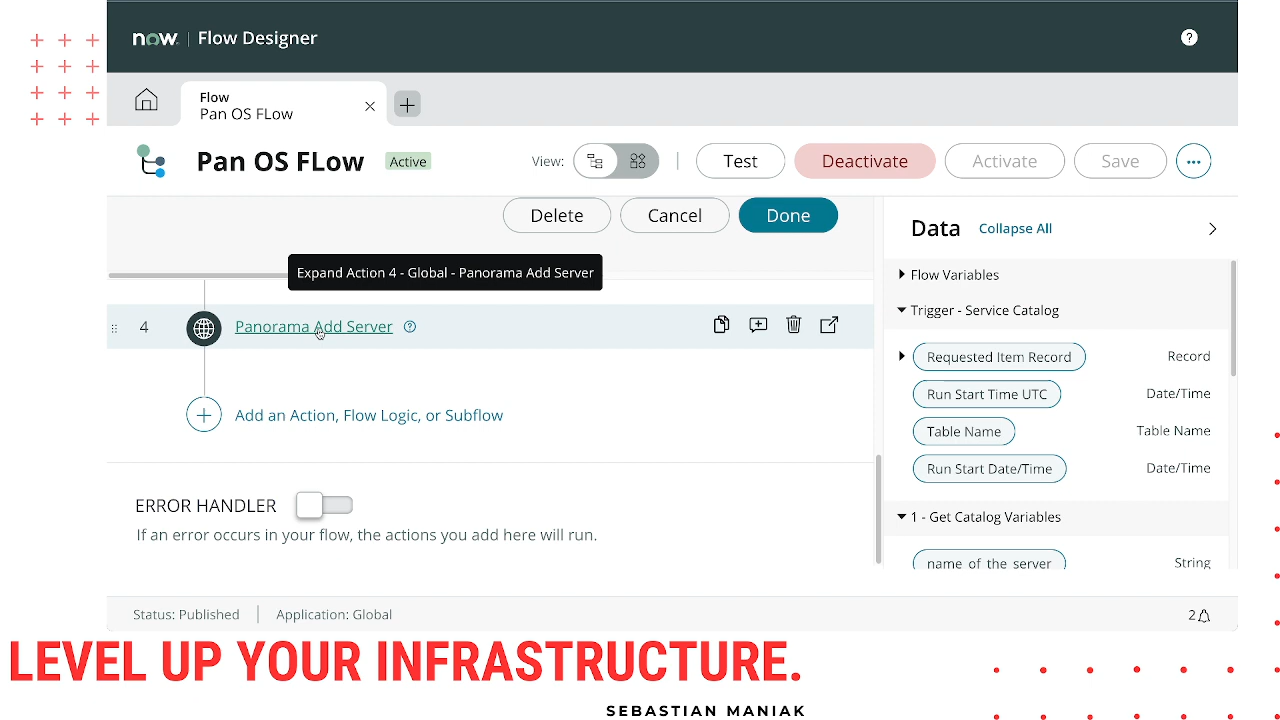 now
Flow Designer
?
Flow
Pan OS FLow
Pan OS FLow
Active
View:
Test
Deactivate
Activate
Save
Delete
Cancel
Done
Data
Collapse All
Expand Action 4 - Global - Panorama Add Server
Flow Variables
Trigger - Service Catalog
4
Panorama Add Server
?
Requested Item Record
Record
Run Start Time UTC
Date/Time
Table Name
Table Name
Run Start Date/Time
Date/Time
Add an Action, Flow Logic, or Subflow
1 - Get Catalog Variables
name_of_the_server
String
ERROR HANDLER
If an error occurs in your flow, the actions you add here will run.
Status: Published
Application: Global
2
LEVEL UP YOUR INFRASTRUCTURE.
SEBASTIAN MANIAK